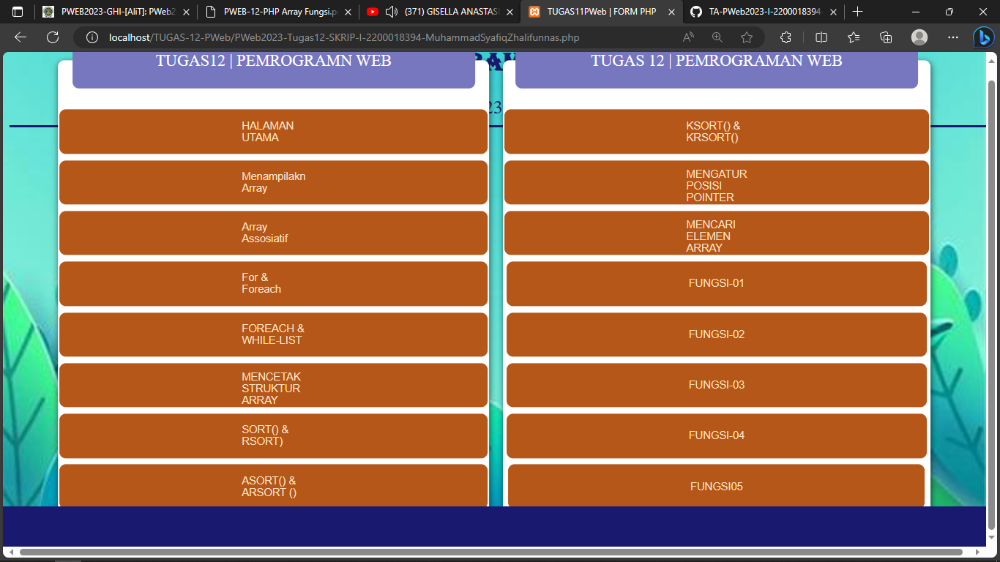 PWEB2023-GHI-[AliT]: PWeb2
PWEB-12-PHP Array Fungsi.p
(371) GISELLA ANASTASI
TUGAS11PWeb | FORM PHP
TA-PWeb2023-I-2200018394-
localhost/TUGAS-12-PWeb/PWeb2023-Tugas12-SKRIP-I-2200018394-MuhammadSyafiqZhalifunnas.php
TUGAS12 | PEMROGRAMN WEB
HALAMAN
UTAMA
Menampilakn
Array
Array
Assosiatif
For &
Foreach
FOREACH &
WHILE-LIST
MENCETAK
STRUKTUR
ARRAY
SORT() &
RSORT)
ASORT() &
ARSORT ()
23
TUGAS 12 | PEMROGRAMAN WEB
KSORT() &
KRSORT()
MENGATUR
POSISI
POINTER
MENCARI
ELEMEN
ARRAY
FUNGSI-01
FUNGSI-02
FUNGSI-03
FUNGSI-04
FUNGSI05